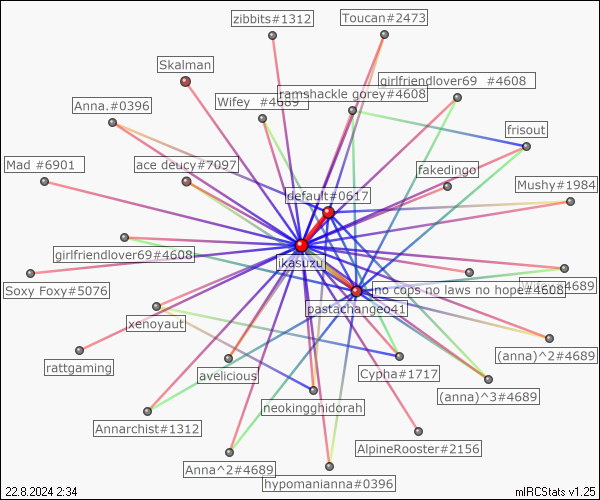 zibbits#1312
Toucan#2473
Skalman
girlfriendlover69 #4608
ramshackle gorey#4608
Anna.#0396
Wifey #4689
frisout
Mad #6901
ace deucy#7097
fakedingo
default#0617
Mushy#1984
girlfriendlover69#4608
ikasuzu
Soxy Foxy#5076
no cops no laws no hope#4608
#4689
pastachangeo41
xenoyaut
rattgaming
avelicious
Cypha#1717
(anna)^2#4689
(anna)^3#4689
neokingghidorah
Annarchist#1312
AlpineRooster#2156
Anna^2#4689
hypomanianna#0396
22.8.2024 2:34
mIRCStats v1.25